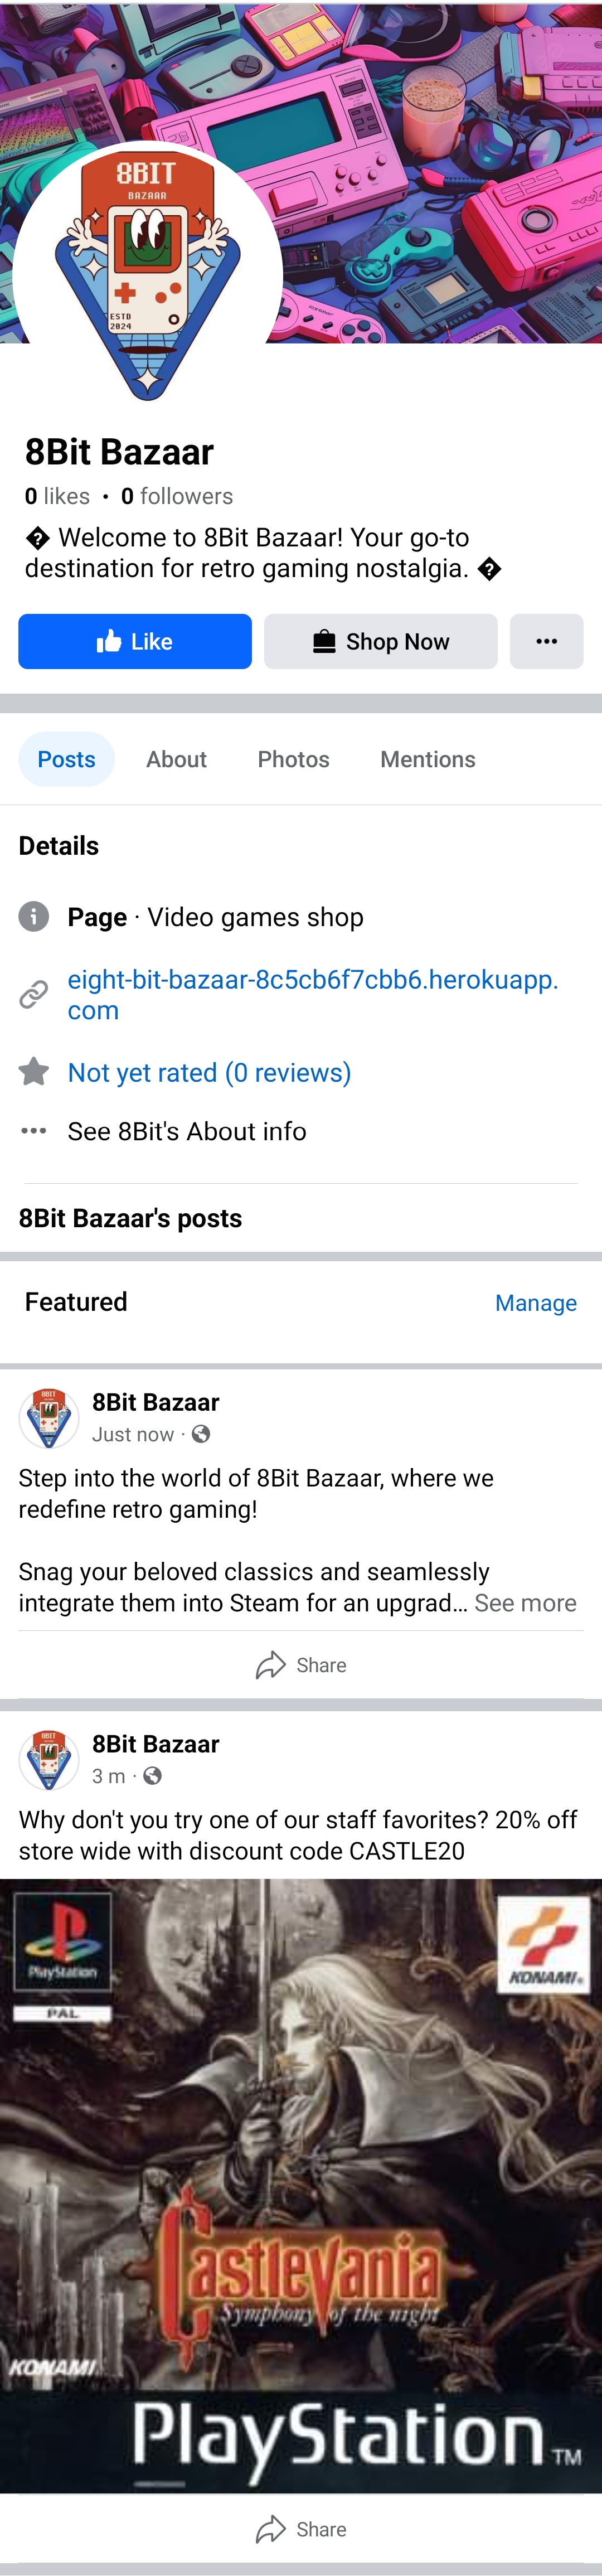 8BIT
BAZAAR
ESTD
2024
8Bit Bazaar
0 likes • 0 followers
� Welcome to 8Bit Bazaar! Your go-to
destination for retro gaming nostalgia. �
Like
Shop Now
Posts
About
Photos
Mentions
Details
Page · Video games shop
eight-bit-bazaar-8c5cb6f7cbb6.herokuapp.
com
Not yet rated (0 reviews)
See 8Bit's About info
8Bit Bazaar's posts
Featured
Manage
8BIT
8Bit Bazaar
Just now ·
Step into the world of 8Bit Bazaar, where we
redefine retro gaming!
Snag your beloved classics and seamlessly
integrate them into Steam for an upgrad... See more
Share
8BIT
8Bit Bazaar
3 m ·
Why don't you try one of our staff favorites? 20% off
store wide with discount code CASTLE20
PlayStation
PAL
KONAMI®
Castlevania
Symphony of the night
KONAMI
PlayStation™
Share